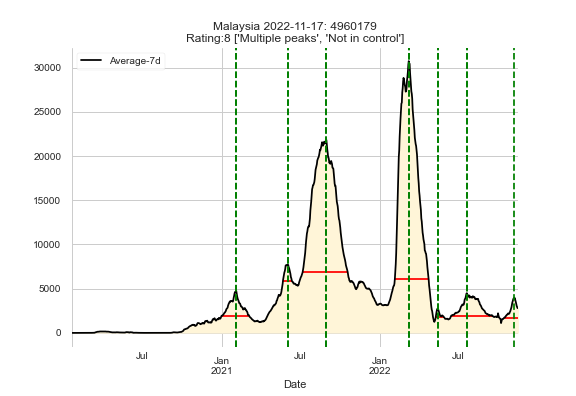 Malaysia 2022-11-17: 4960179
Rating:8 ['Multiple peaks', 'Not in control']
Average-7d
30000
25000
20000
15000
10000
5000
0
Jul
Jan
2021
Jul
Jan
2022
Jul
Date